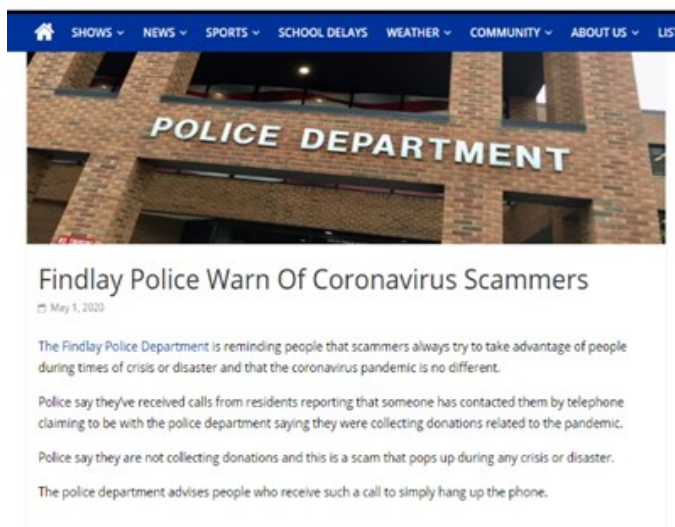 SHOWS NEWS SPORTS SCHOOL DELAYS WEATHER COMMUNITY ABOUT US LIS
POLICE DEPARTMENT
Findlay Police Warn Of Coronavirus Scammers
May 1, 2020
The Findlay Police Department is reminding people that scammers always try to take advantage of people
during times of crisis or disaster and that the coronavirus pandemic is no different.
Police say they've received calls from residents reporting that someone has contacted them by telephone
claiming to be with the police department saying they were collecting donations related to the pandemic.
Police say they are not collecting donations and this is a scam that pops up during any crisis or disaster.
The police department advises people who receive such a call to simply hang up the phone.